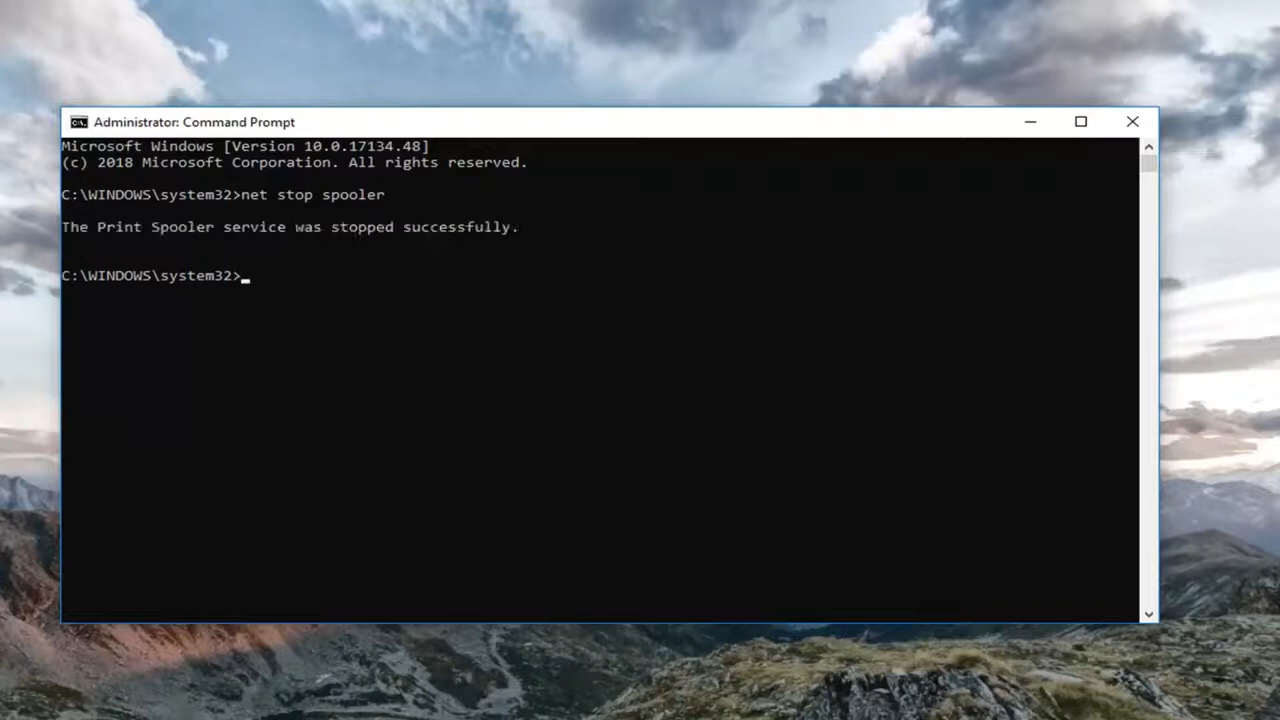 Administrator: Command Prompt
Microsoft Windows [Version 10.0.17134.48]
(c) 2018 Microsoft Corporation. All rights reserved.
C:\WINDOWS\system32>net stop spooler
The Print Spooler service was stopped successfully.
C:\WINDOWS\system32>